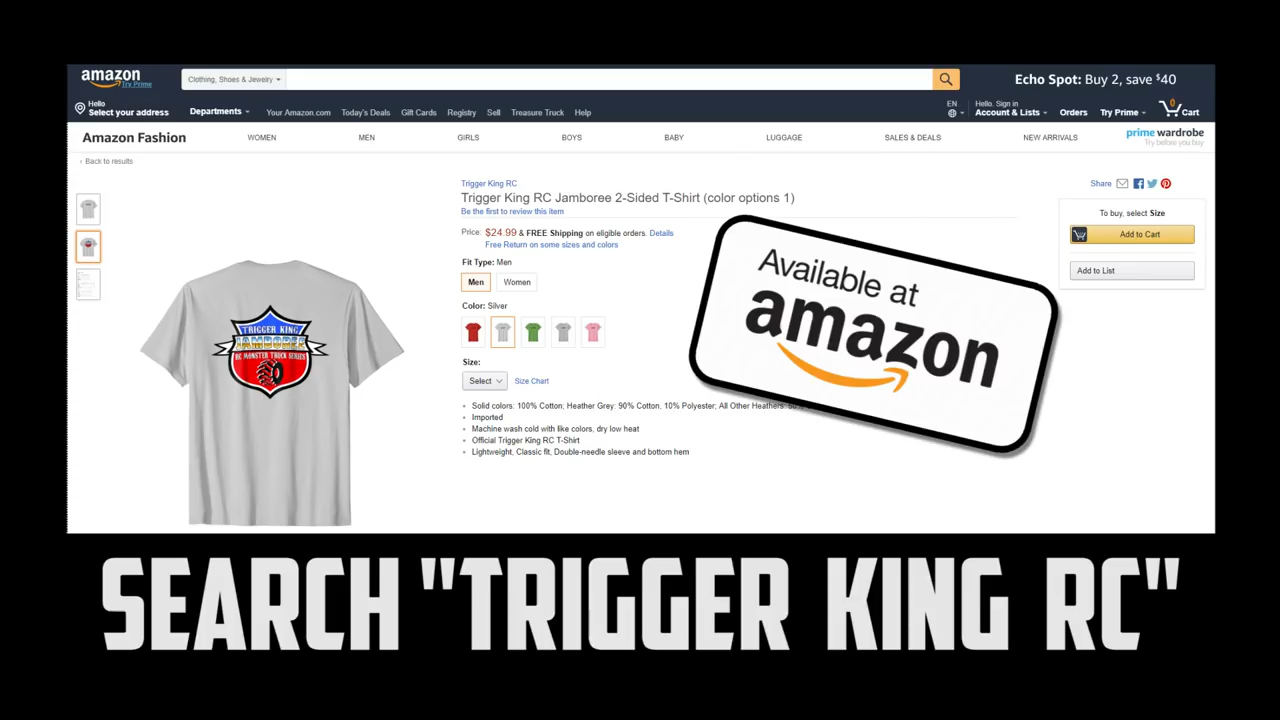 amazon
Try Prime
Clothing, Shoes & Jewelry
Echo Spot: Buy 2, save $40
Hello
Select your address
Departments
Your Amazon.com
Today's Deals
Gift Cards
Registry
Sell
Treasure Truck
Help
EN
Hello. Sign in
Account & Lists
Orders
Try Prime
0
Cart
Amazon Fashion
WOMEN
MEN
GIRLS
BOYS
BABY
LUGGAGE
SALES & DEALS
NEW ARRIVALS
prime wardrobe
Try before you buy
‹ Back to results
Trigger King RC
Trigger King RC Jamboree 2-Sided T-Shirt (color options 1)
Be the first to review this item
Price: $24.99 & FREE Shipping on eligible orders. Details
Free Return on some sizes and colors
Fit Type: Men
Men
Women
Color: Silver
Size:
Select
Size Chart
• Solid colors: 100% Cotton; Heather Grey: 90% Cotton, 10% Polyester; All Other Heathers:
• Imported
• Machine wash cold with like colors, dry low heat
• Official Trigger King RC T-Shirt
• Lightweight, Classic fit, Double-needle sleeve and bottom hem
Share
To buy, select Size
Add to Cart
Add to List
TRIGGER KING
JAMBOREE
RC MONSTER TRUCK SERIES
Available at
amazon
SEARCH "TRIGGER KING RC"